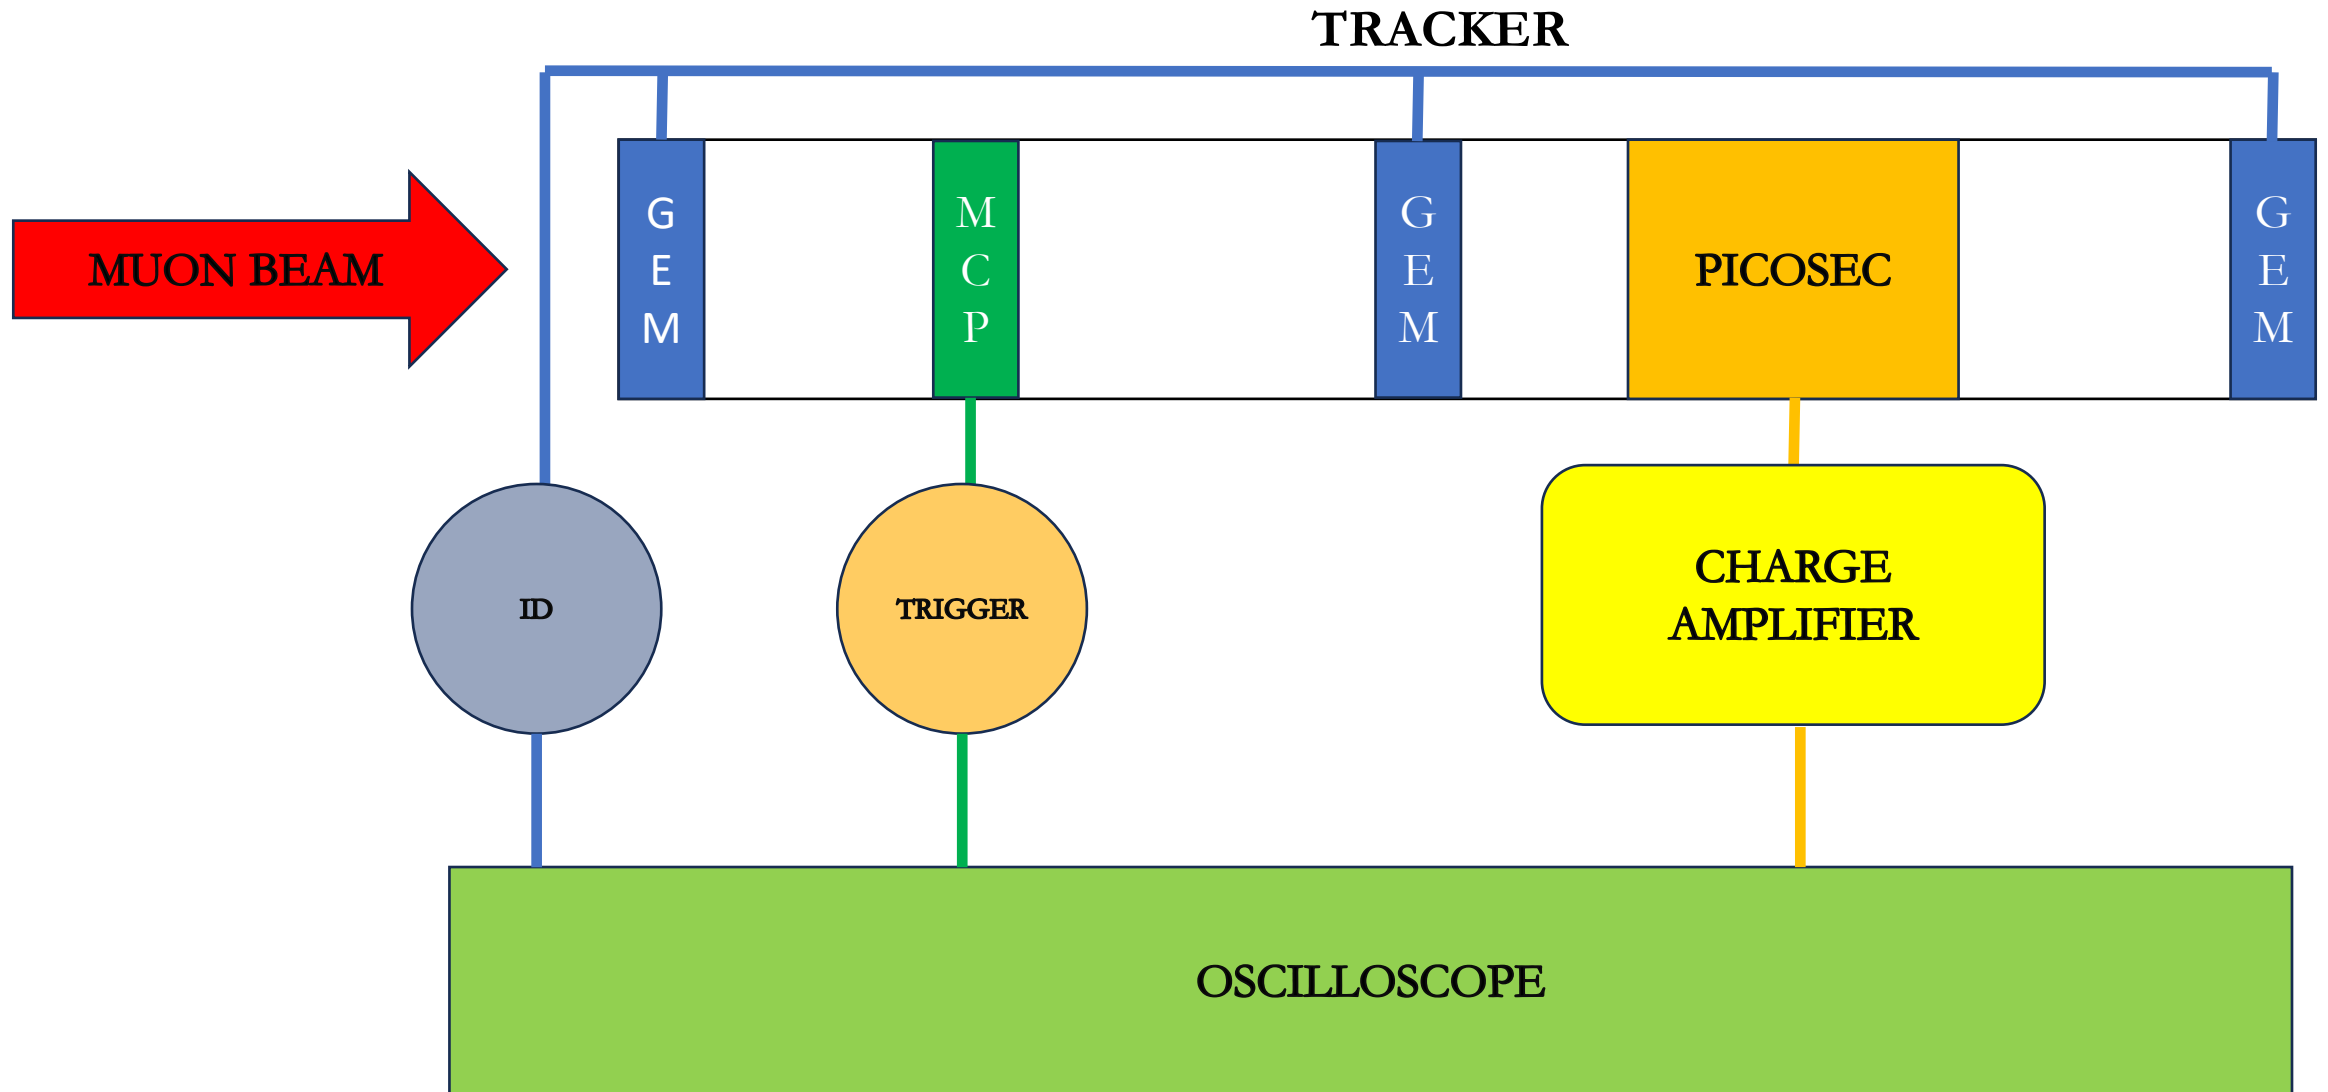 TRACKER
MUON BEAM
G
E
M
M
C
P
G
E
M
PICOSEC
G
E
M
ID
TRIGGER
CHARGE
AMPLIFIER
OSCILLOSCOPE